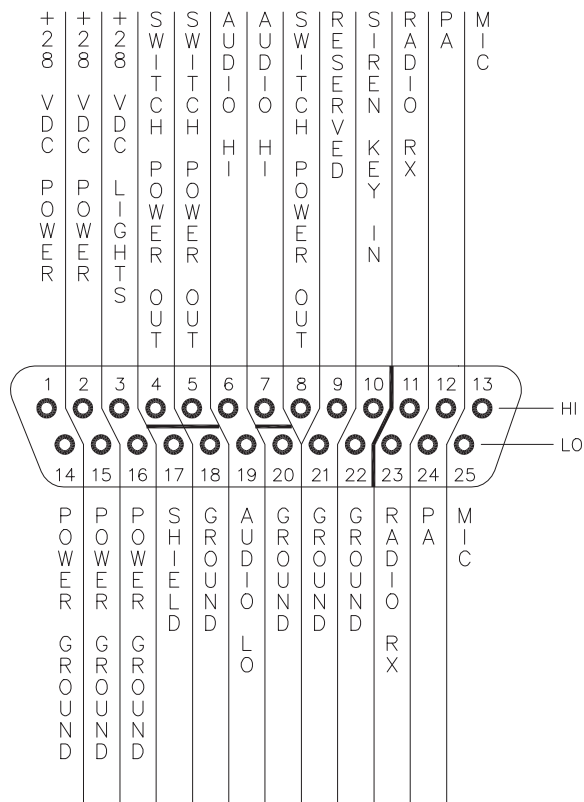 +28 VDC POWER
+28 VDC POWER
+28 VDC LIGHTS
SWITCH POWER OUT
SWITCH POWER OUT
AUDIO HI
AUDIO HI
SWITCH POWER OUT
RESERVED
SIREN KEY IN
RADIO RX
PA
MIC
1 2 3 4 5 6 7 8 9 10 11 12 13
HI
LO
14 15 16 17 18 19 20 21 22 23 24 25
POWER GROUND
POWER GROUND
POWER GROUND
SHIELD
GROUND
AUDIO LO
GROUND
GROUND
GROUND
RADIO RX
PA
MIC